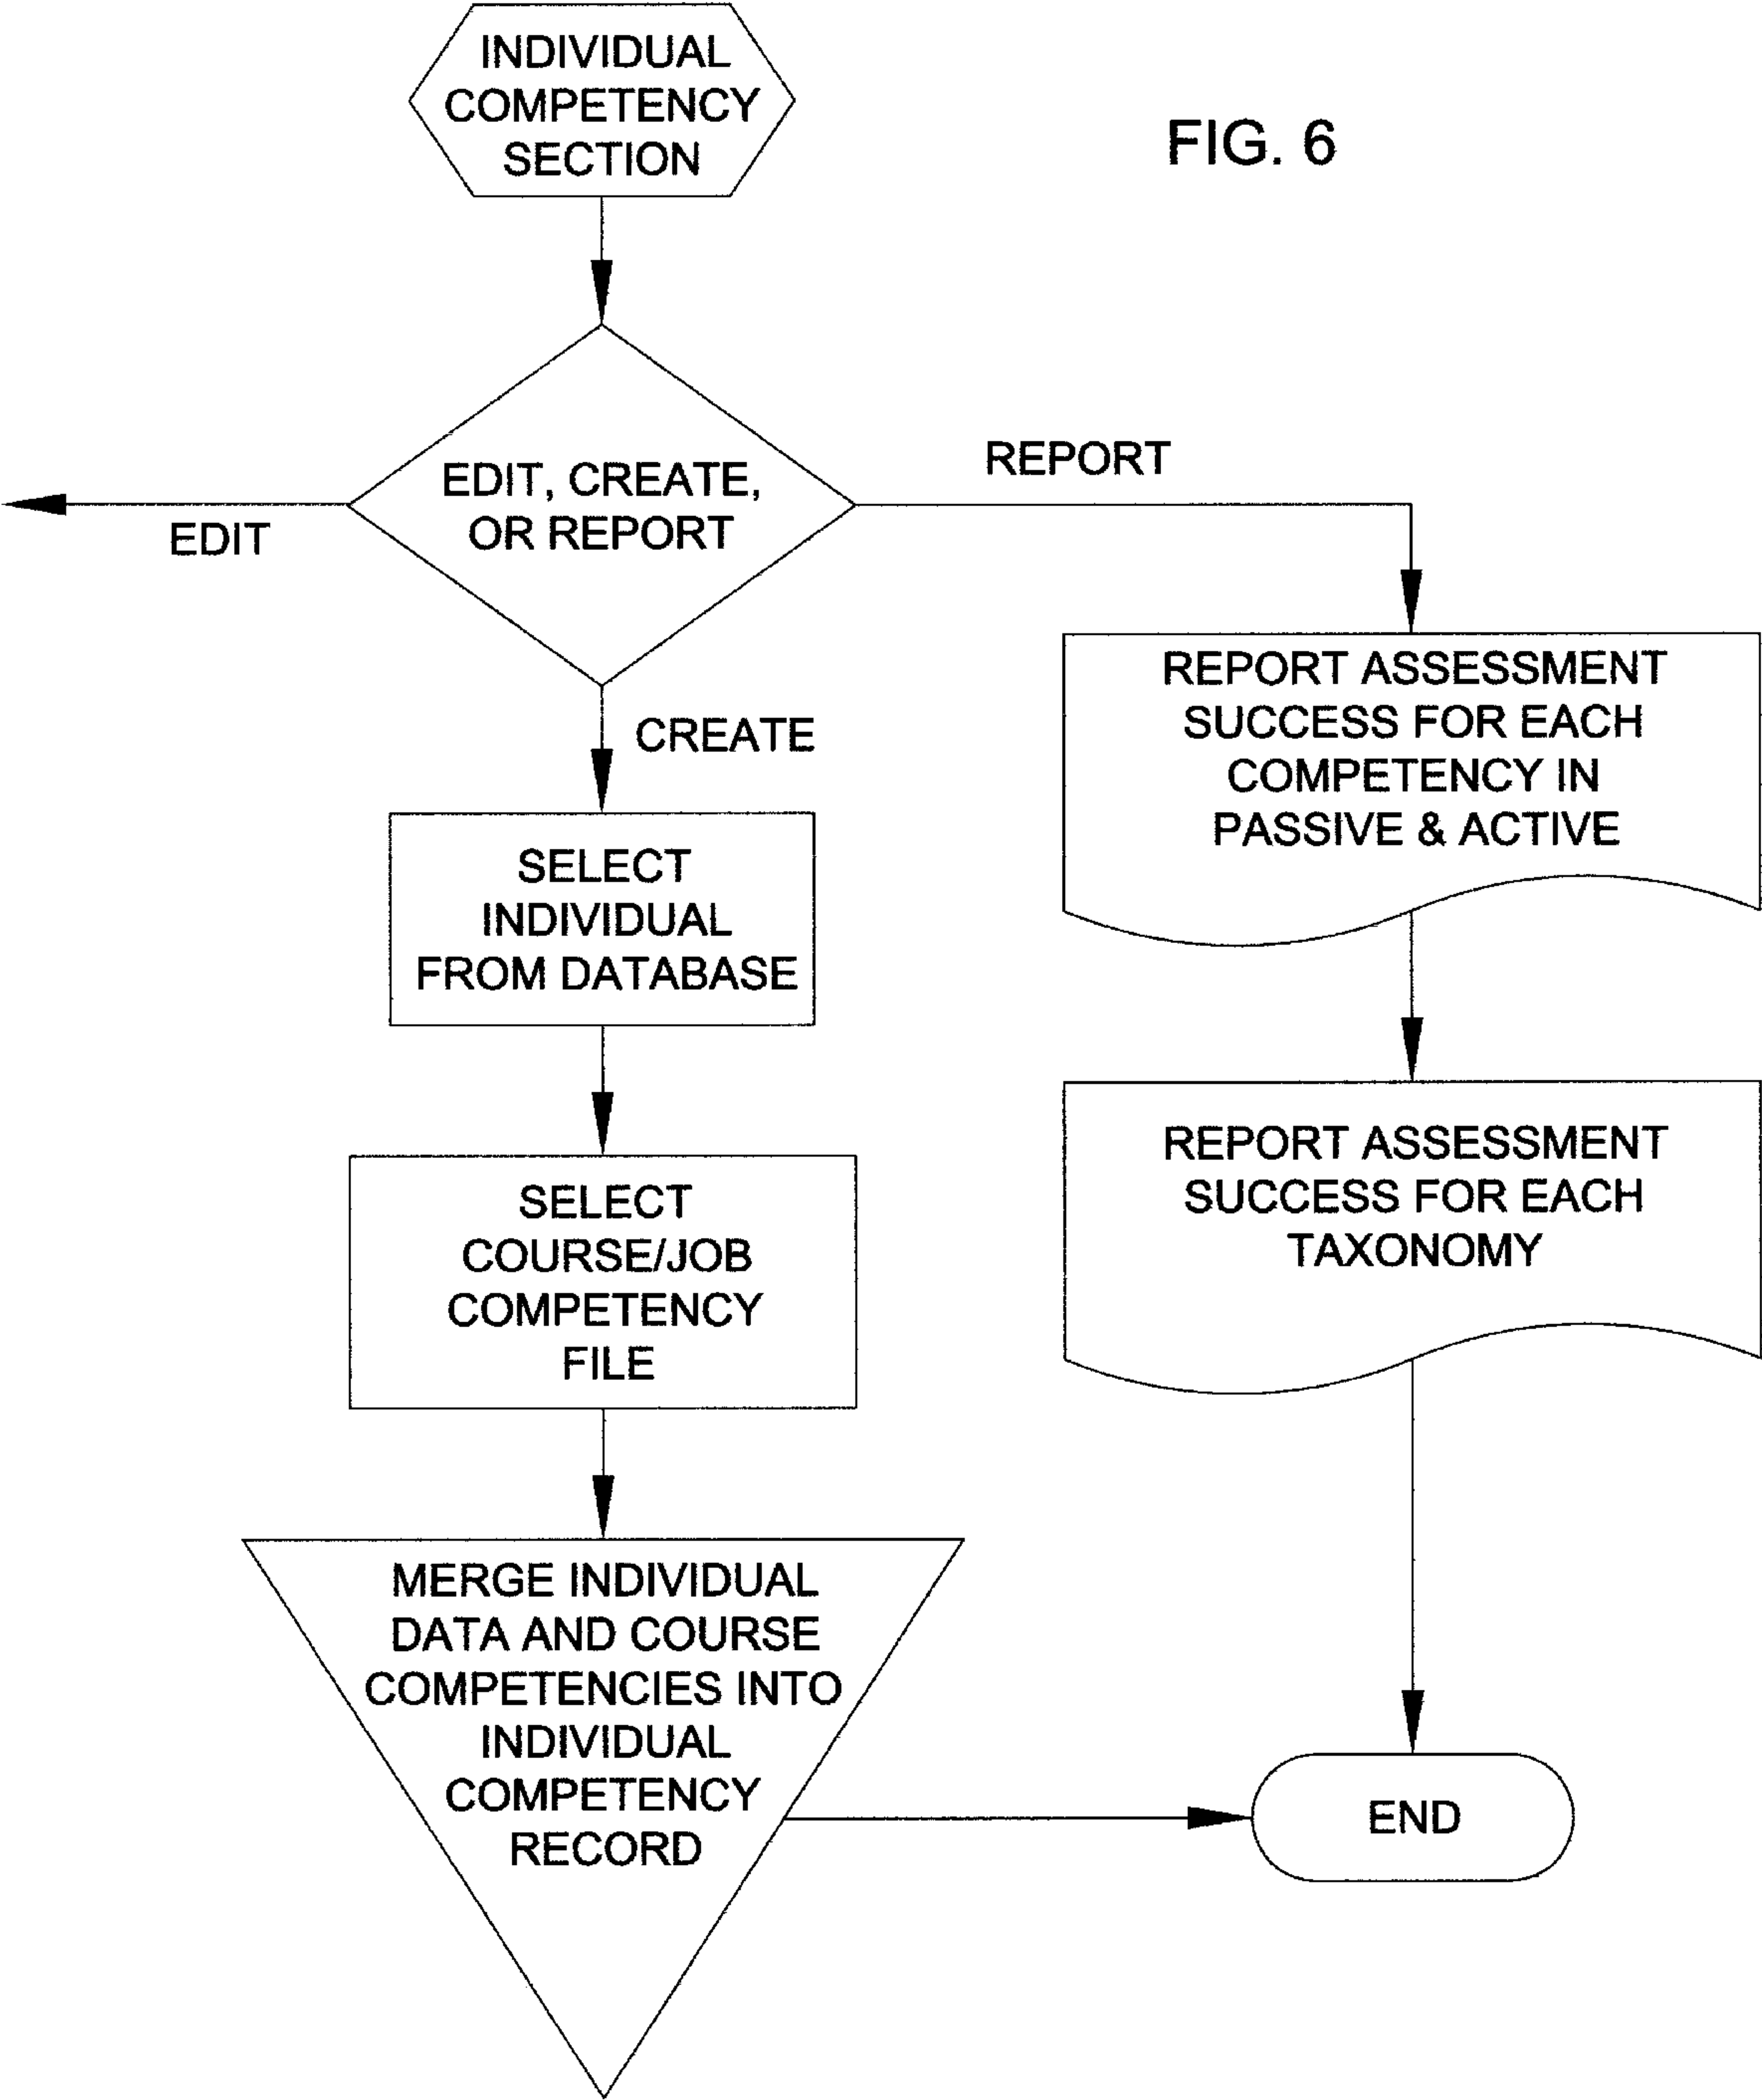 INDIVIDUAL
COMPETENCY
SECTION
FIG. 6
EDIT, CREATE,
OR REPORT
REPORT
EDIT
CREATE
SELECT
INDIVIDUAL
FROM DATABASE
SELECT
COURSE/JOB
COMPETENCY
FILE
MERGE INDIVIDUAL
DATA AND COURSE
COMPETENCIES INTO
INDIVIDUAL
COMPETENCY
RECORD
REPORT ASSESSMENT
SUCCESS FOR EACH
COMPETENCY IN
PASSIVE & ACTIVE
REPORT ASSESSMENT
SUCCESS FOR EACH
TAXONOMY
END